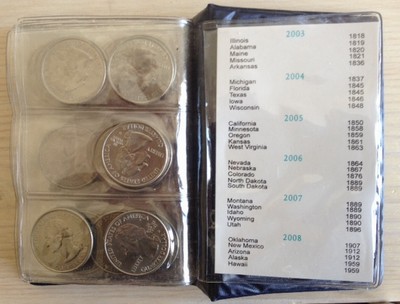 2003
Illinois 1818
Alabama 1819
Maine 1820
Missouri 1821
Arkansas 1836
2004
Michigan 1837
Florida 1845
Texas 1845
Iowa 1846
Wisconsin 1848
2005
California 1850
Minnesota 1858
Oregon 1859
Kansas 1861
West Virginia 1863
2006
Nevada 1864
Nebraska 1867
Colorado 1876
North Dakota 1889
South Dakota 1889
2007
Montana 1889
Washington 1889
Idaho 1890
Wyoming 1890
Utah 1896
2008
Oklahoma 1907
New Mexico 1912
Arizona 1912
Alaska 1959
Hawaii 1959